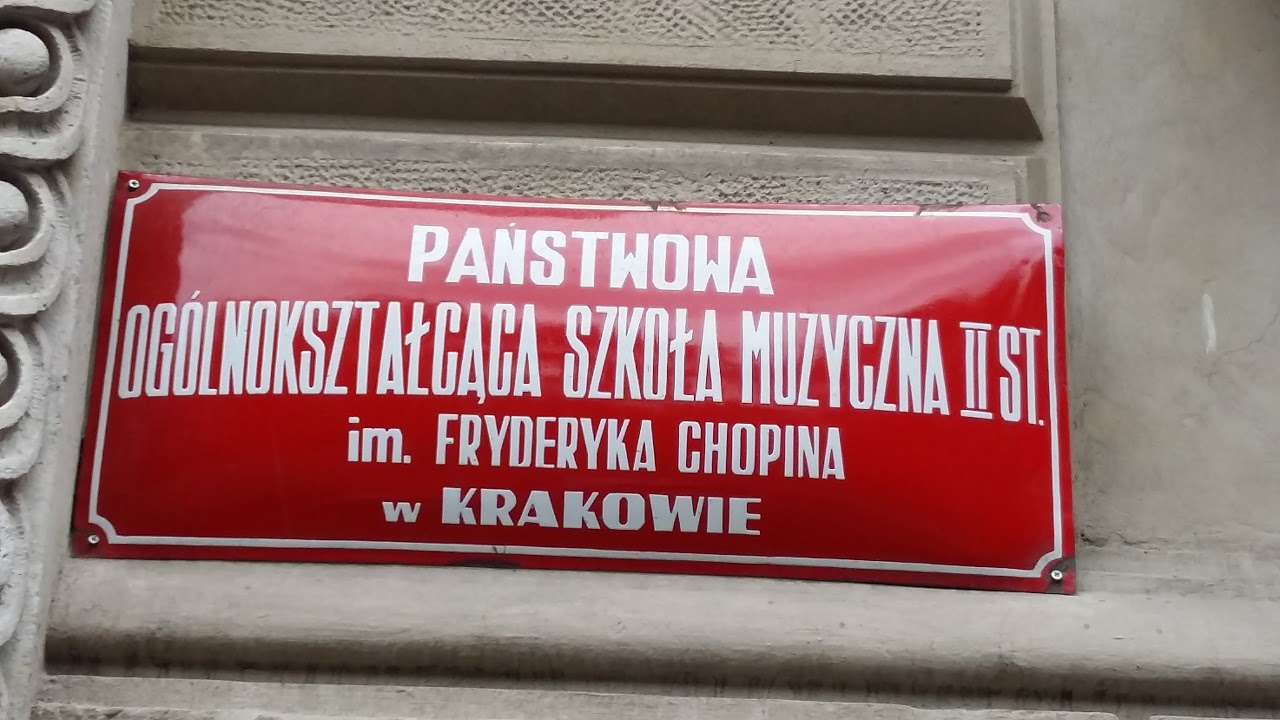 PAŃSTWOWA
OGÓLNOKSZTAŁCĄCA SZKOŁA MUZYCZNA II ST.
im. FRYDERYKA CHOPINA
w KRAKOWIE